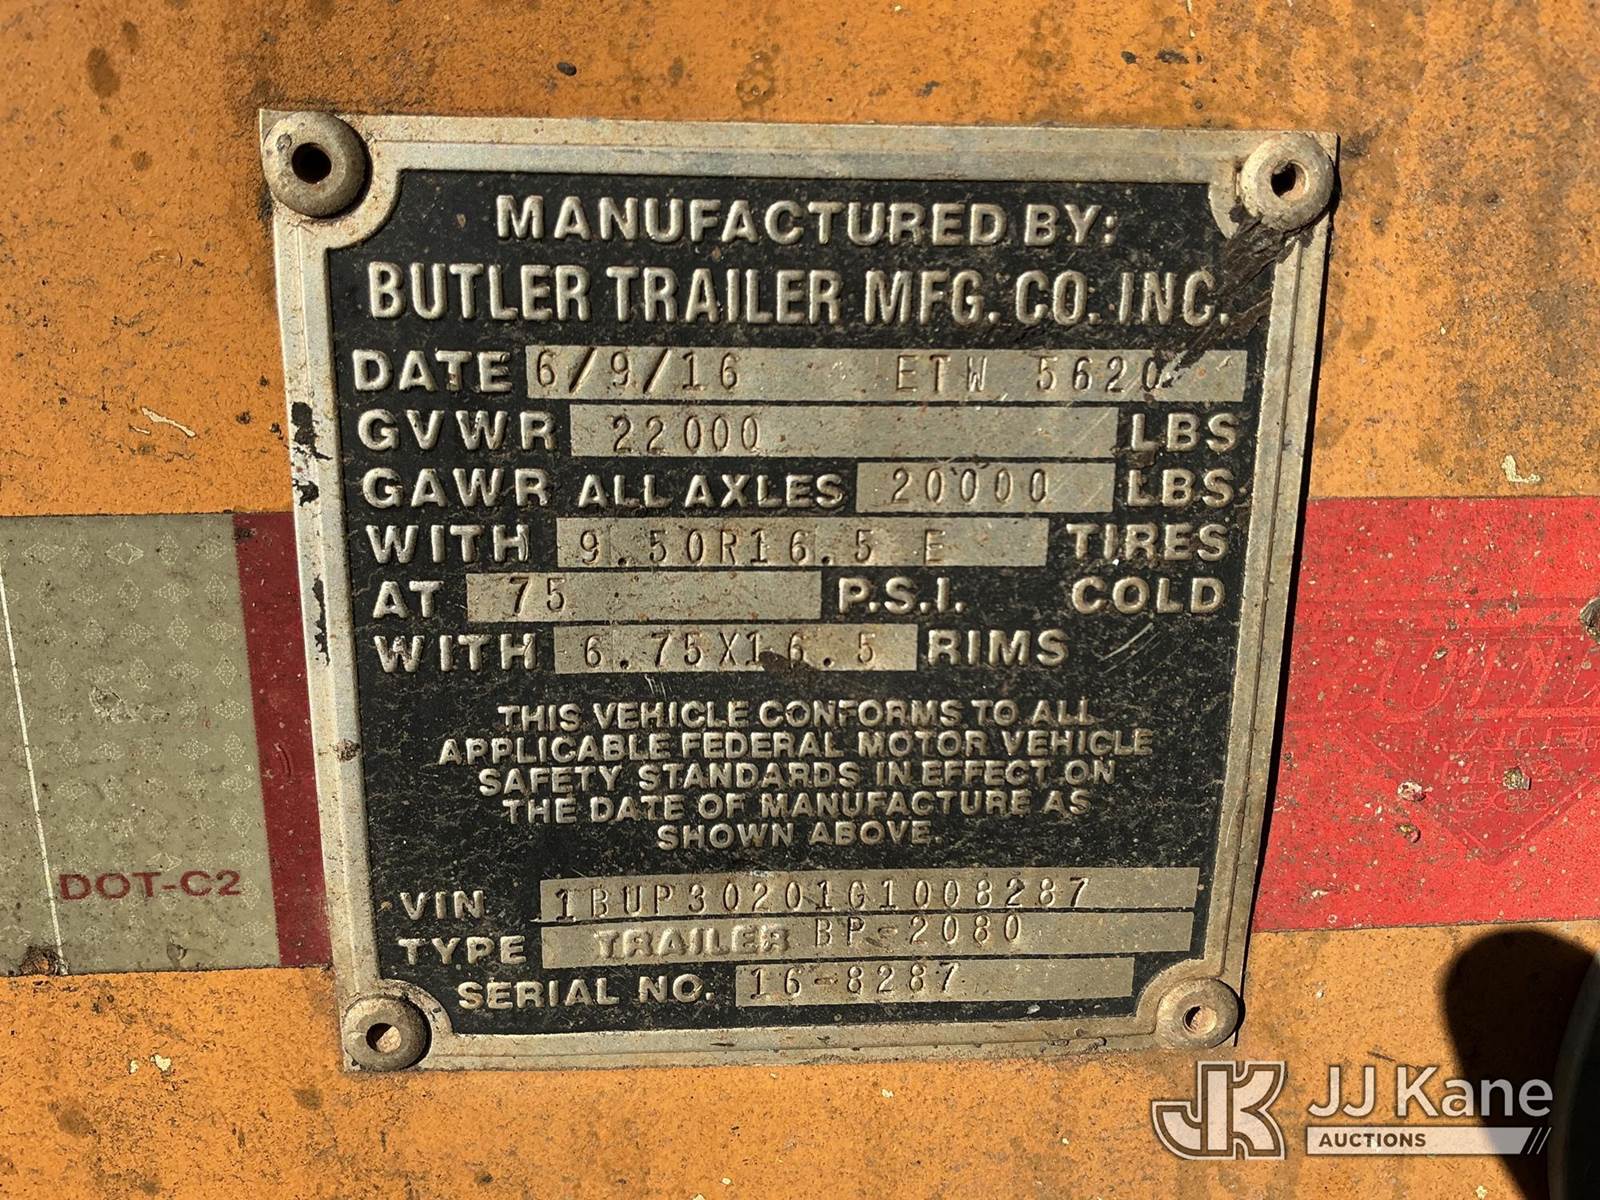 MANUFACTURED BY:
BUTLER TRAILER MFG. CO. INC.
DATE 6/9/16 ETW 5620
GVWR 22000 LBS
GAWR ALL AXLES 20000 LBS
WITH 9.50R16.5 E TIRES
AT 75 P.S.I. COLD
WITH 6.75X16.5 RIMS
THIS VEHICLE CONFORMS TO ALL
APPLICABLE FEDERAL MOTOR VEHICLE
SAFETY STANDARDS IN EFFECT ON
THE DATE OF MANUFACTURE AS
SHOWN ABOVE.
VIN 1BUP30201G1008287
TYPE TRAILER BP-2080
SERIAL NO. 16-8287
DOT-C2
JK JJ Kane
AUCTIONS